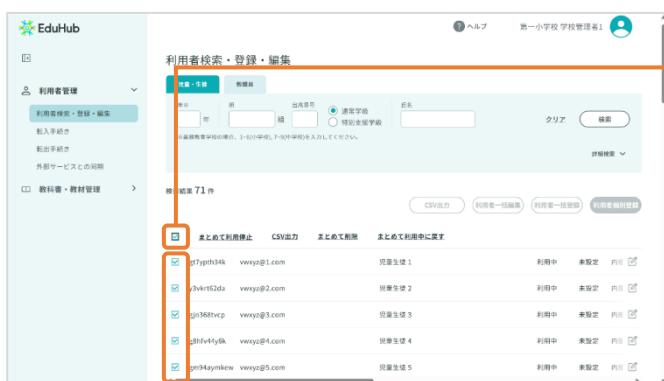 EduHub
ヘルプ 第一小学校 学校管理者1
利用者検索・登録・編集
児童・生徒 教職員
利用者管理
利用者検索・登録・編集
転入手続き
転出手続き
外部サービスとの同期
教科書・教材管理
年 組 出席番号 通常学級 特別支援学級 氏名
クリア 検索
詳細検索
71 件
CSV出力 利用者一括編集 利用者一括登録 利用者個別登録
まとめて利用停止 CSV出力 まとめて削除 まとめて利用中に戻す
gt7ypth34k vwxyz@1.com 児童生徒 1 利用中 未設定
y3vkrt62da vwxyz@2.com 児童生徒 2 利用中 未設定
gjn368tvcp vwxyz@3.com 児童生徒 3 利用中 未設定
g8hfv44y6k vwxyz@4.com 児童生徒 4 利用中 未設定
gm94aymkew vwxyz@5.com 児童生徒 5 利用中 未設定